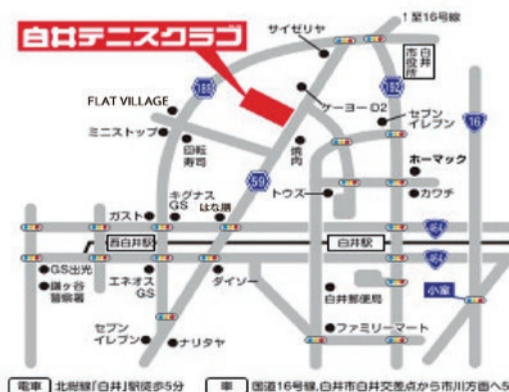 白井テニスクラブ
サイゼリヤ
↑至16号線
白井
市役所
189
ケーヨーD2
192
FLAT VILLAGE
セブン
イレブン
16
ミニストップ
回転
寿司
焼肉
ホーマック
59
トウズ
カワチ
キグナス
GS
はな膳
ガスト
464
西白井駅
白井駅
464
GS出光
エネオス
GS
ダイソー
小室
鎌ヶ谷
警察署
白井郵便局
セブン
イレブン
ナリタヤ
ファミリーマート
電車 北総線「白井」駅徒歩5分
車 国道16号線,白井市白井交差点から市川方面へ5